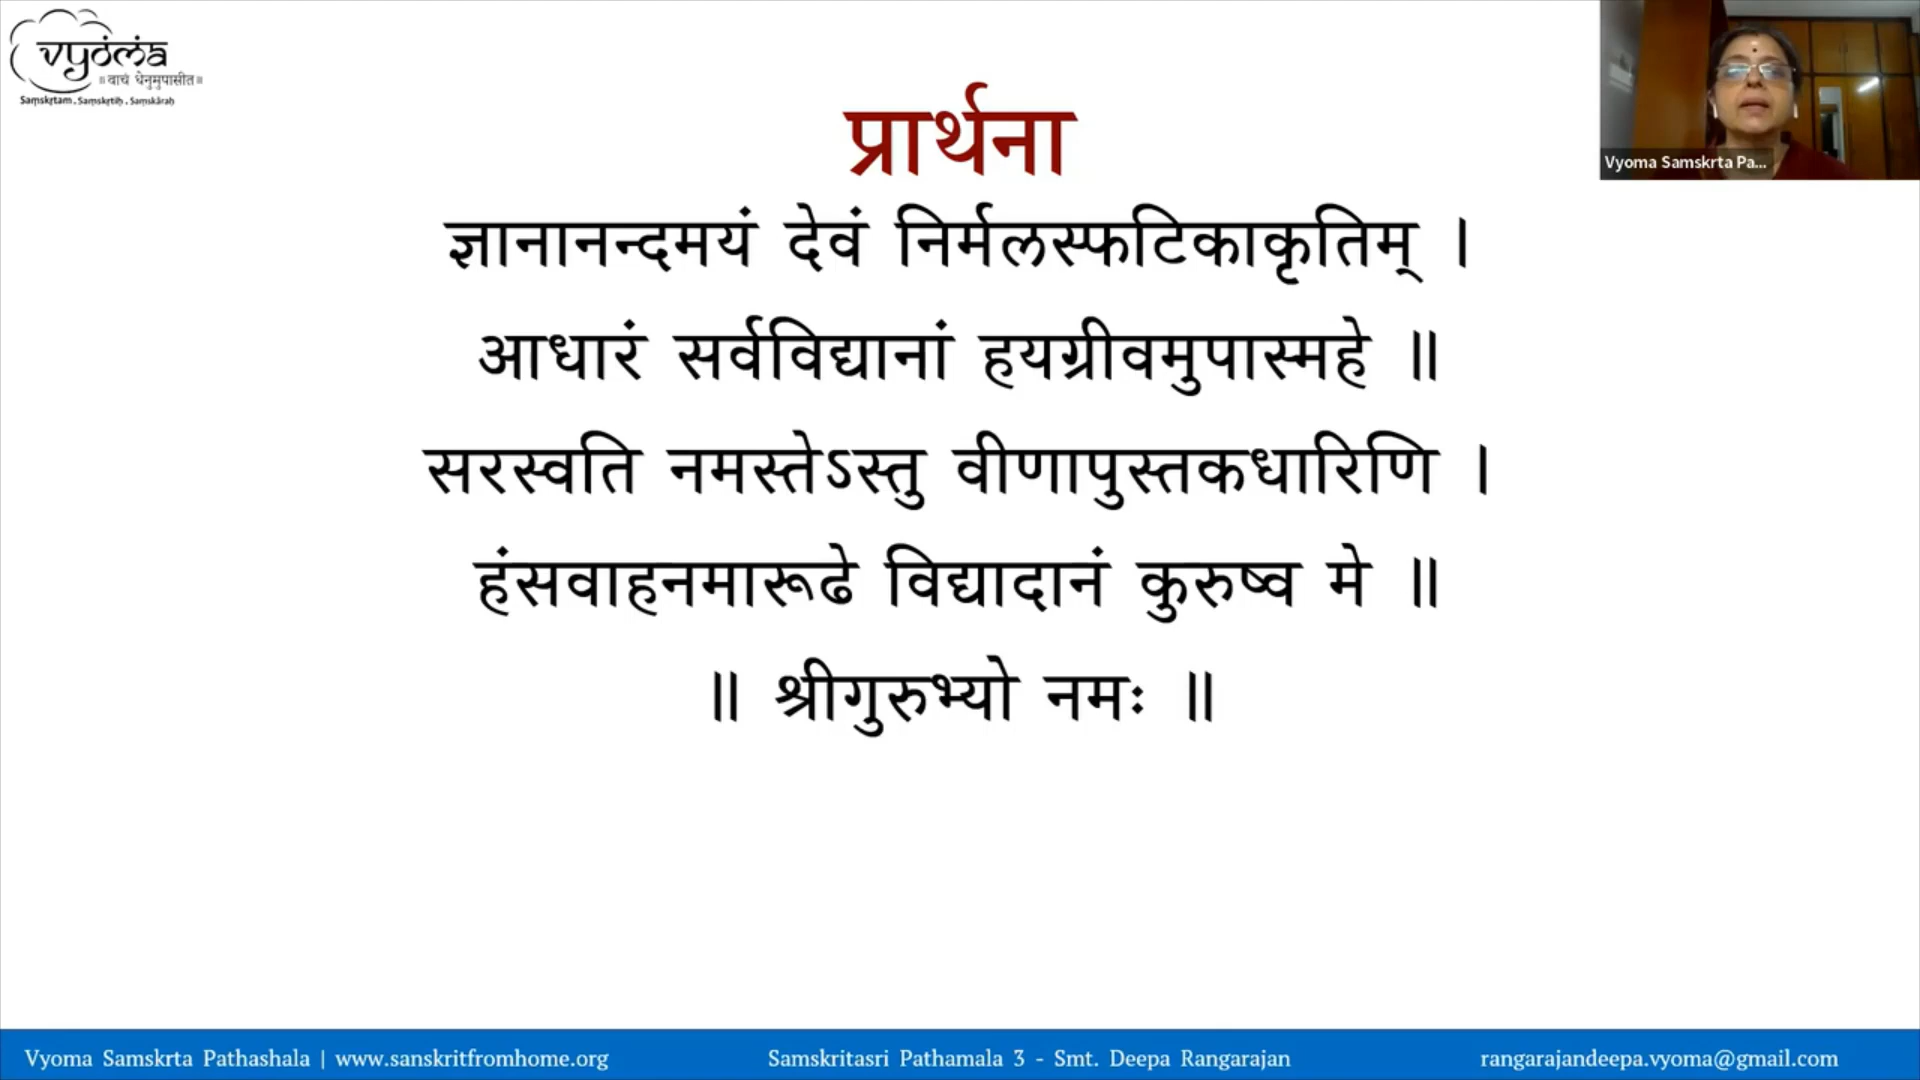 vyoma
॥ वाचं धेनुमुपासीत॥
Saṃskṛtam . Saṃskṛtiḥ . Saṃskāraḥ
Vyoma Samskrta Pa...
प्रार्थना
ज्ञानानन्दमयं देवं निर्मलस्फटिकाकृतिम् ।
आधारं सर्वविद्यानां हयग्रीवमुपास्महे ॥
सरस्वति नमस्तेऽस्तु वीणापुस्तकधारिणि ।
हंसवाहनमारूढे विद्यादानं कुरुष्व मे ॥
॥ श्रीगुरुभ्यो नमः ॥
Vyoma Samskrta Pathashala | www.sanskritfromhome.org
Samskritasri Pathamala 3 - Smt. Deepa Rangarajan
rangarajandeepa.vyoma@gmail.com